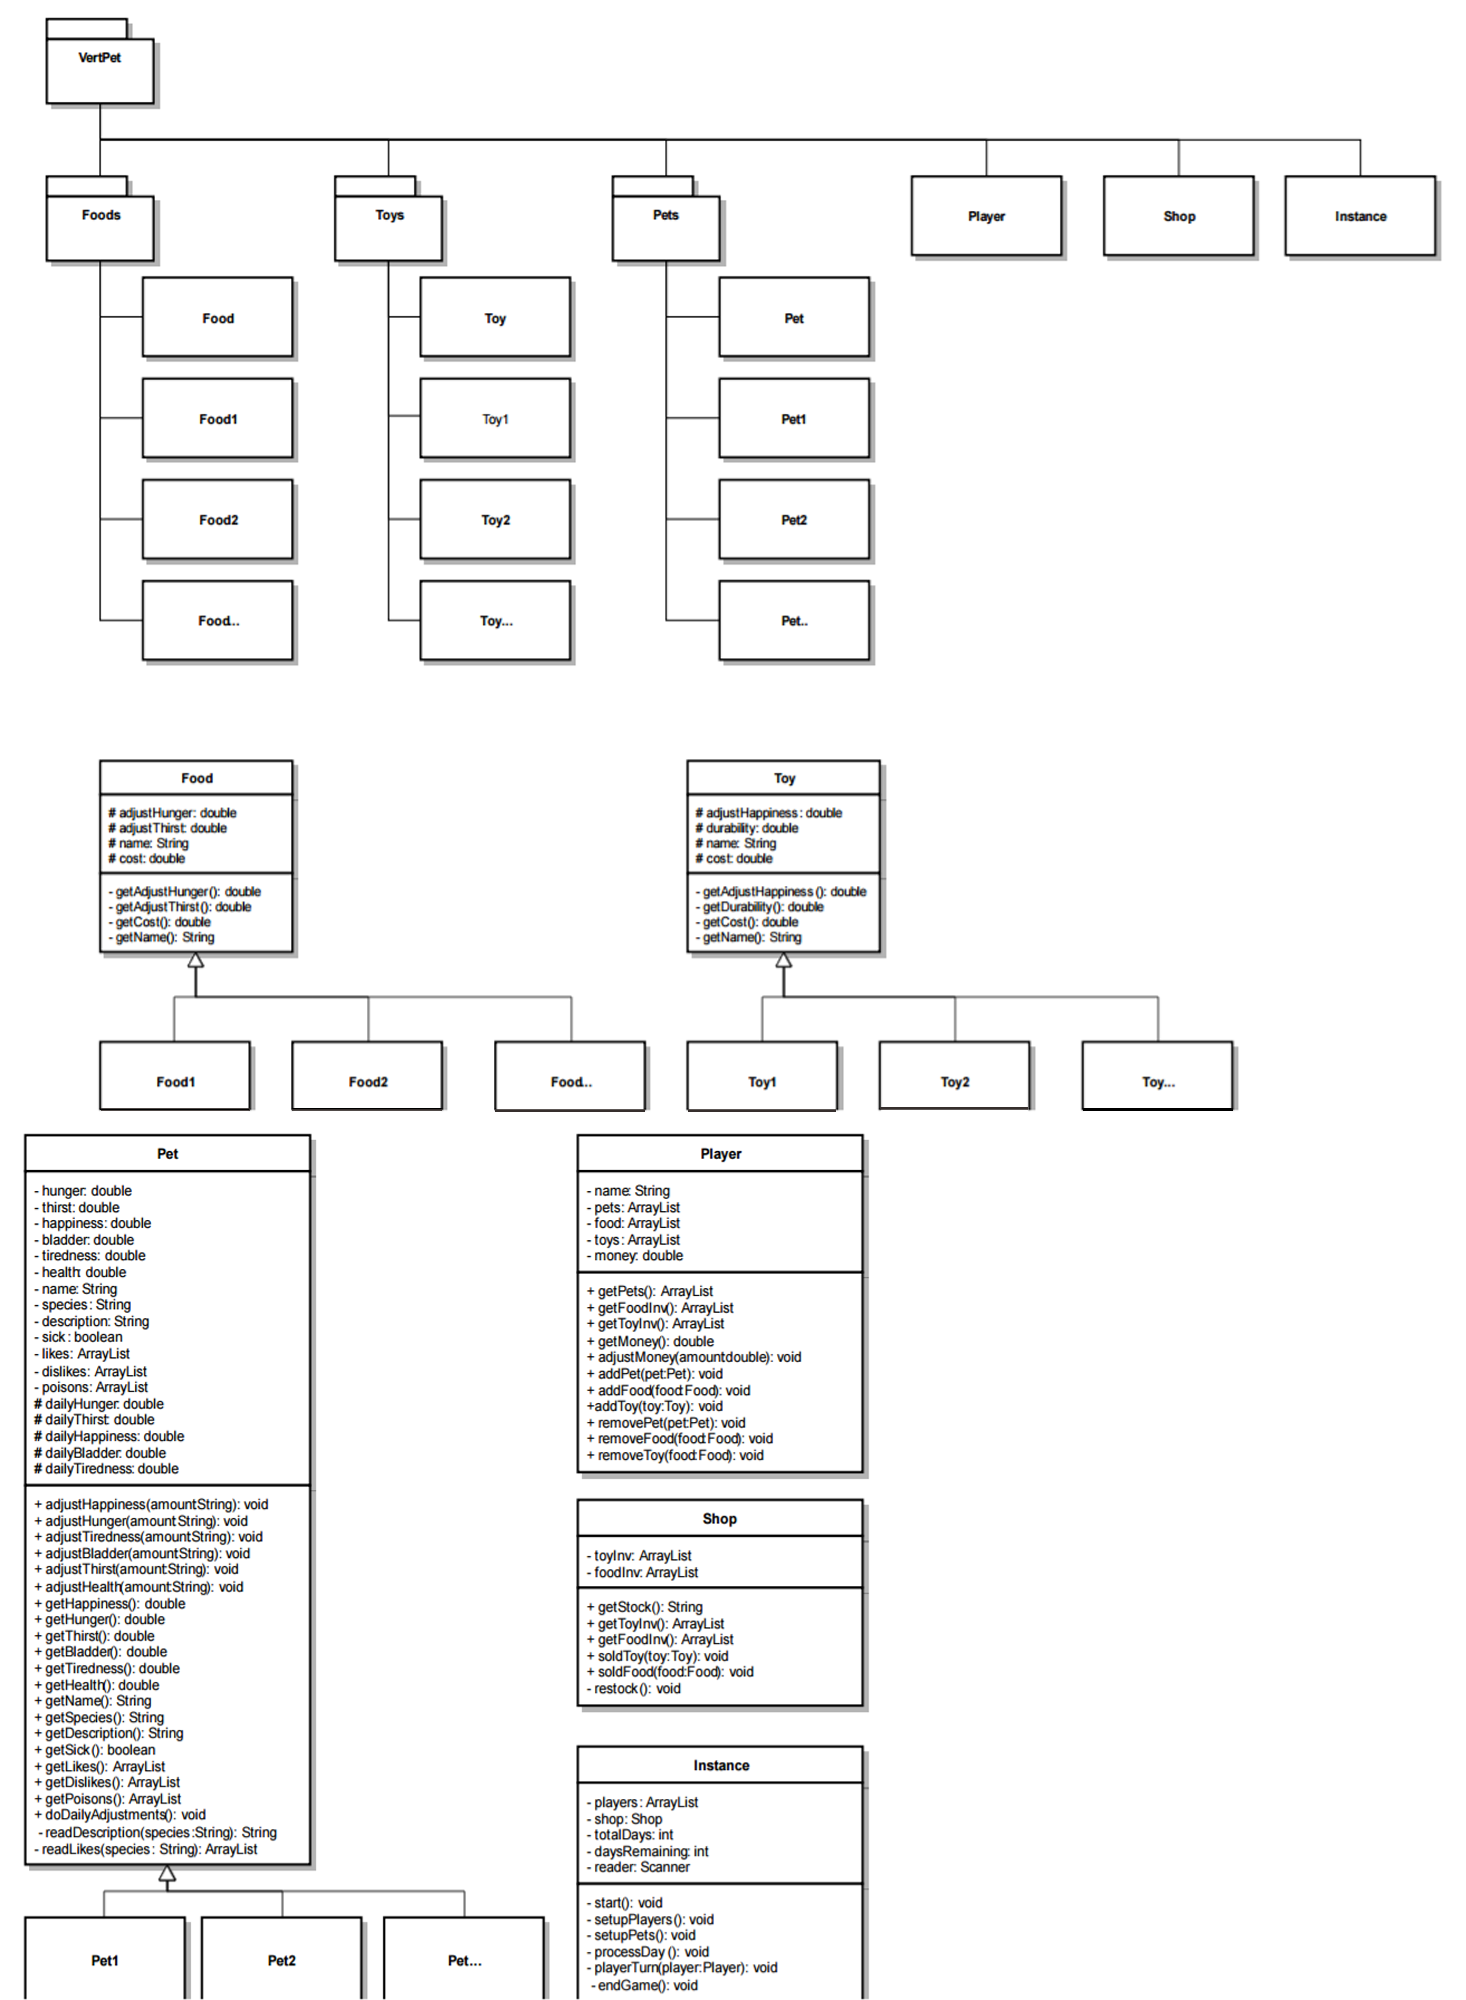 VertPet
Foods
Toys
Pets
Player
Shop
Instance
Food
Toy
Pet
Food1
Toy1
Pet1
Food2
Toy2
Pet2
Food...
Toy...
Pet..
Food
# adjustHunger: double
# adjustThirst: double
# name: String
# cost: double
- getAdjustHunger(): double
- getAdjustThirst(): double
- getCost(): double
- getName(): String
Toy
# adjustHappiness: double
# durability: double
# name: String
# cost: double
- getAdjustHappiness (): double
- getDurability(): double
- getCost(): double
- getName(): String
Food1
Food2
Food...
Toy1
Toy2
Toy...
Pet
- hunger: double
- thirst: double
- happiness: double
- bladder: double
- tiredness: double
- health: double
- name: String
- species: String
- description: String
- sick: boolean
- likes: ArrayList
- dislikes: ArrayList
- poisons: ArrayList
# dailyHunger: double
# dailyThirst: double
# dailyHappiness: double
# dailyBladder: double
# dailyTiredness: double
+ adjustHappiness(amount:String): void
+ adjustHunger(amount:String): void
+ adjustTiredness(amount:String): void
+ adjustBladder(amount:String): void
+ adjustThirst(amount:String): void
+ adjustHealth(amount:String): void
+ getHappiness(): double
+ getHunger(): double
+ getThirst(): double
+ getBladder(): double
+ getTiredness(): double
+ getHealth(): double
+ getName(): String
+ getSpecies(): String
+ getDescription(): String
+ getSick(): boolean
+ getLikes(): ArrayList
+ getDislikes(): ArrayList
+ getPoisons(): ArrayList
+ doDailyAdjustments(): void
- readDescription(species:String): String
- readLikes(species: String): ArrayList
Pet1
Pet2
Pet...
Player
- name: String
- pets: ArrayList
- food: ArrayList
- toys: ArrayList
- money: double
+ getPets(): ArrayList
+ getFoodInv(): ArrayList
+ getToyInv(): ArrayList
+ getMoney(): double
+ adjustMoney(amount:double): void
+ addPet(pet:Pet): void
+ addFood(food:Food): void
+addToy(toy:Toy): void
+ removePet(pet:Pet): void
+ removeFood(food:Food): void
+ removeToy(food:Food): void
Shop
- toyInv: ArrayList
- foodInv: ArrayList
+ getStock(): String
+ getToyInv(): ArrayList
+ getFoodInv(): ArrayList
+ soldToy(toy:Toy): void
+ soldFood(food:Food): void
- restock(): void
Instance
- players: ArrayList
- shop: Shop
- totalDays: int
- daysRemaining: int
- reader: Scanner
- start(): void
- setupPlayers(): void
- setupPets(): void
- processDay (): void
- playerTurn(player:Player): void
- endGame(): void